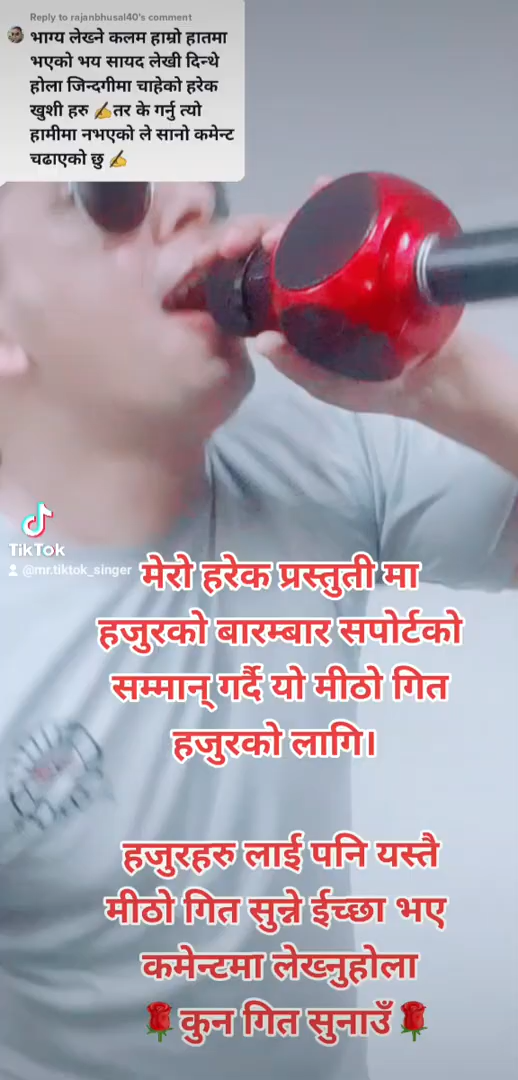 Reply to rajanbhusal40's comment
भाग्य लेख्ने कलम हाम्रो हातमा
भएको भय सायद लेखी दिन्थे
होला जिन्दगीमा चाहेको हरेक
खुशी हरु ✍️तर के गर्नु त्यो
हामीमा नभएको ले सानो कमेन्ट
चढाएको छु ✍️
TikTok
@mr.tiktok_singer
मेरो हरेक प्रस्तुती मा
हजुरको बारम्बार सपोर्टको
सम्मान् गर्दै यो मीठो गित
हजुरको लागि।
हजुरहरु लाई पनि यस्तै
मीठो गित सुन्ने ईच्छा भए
कमेन्टमा लेख्नुहोला
🌹कुन गित सुनाउँ🌹